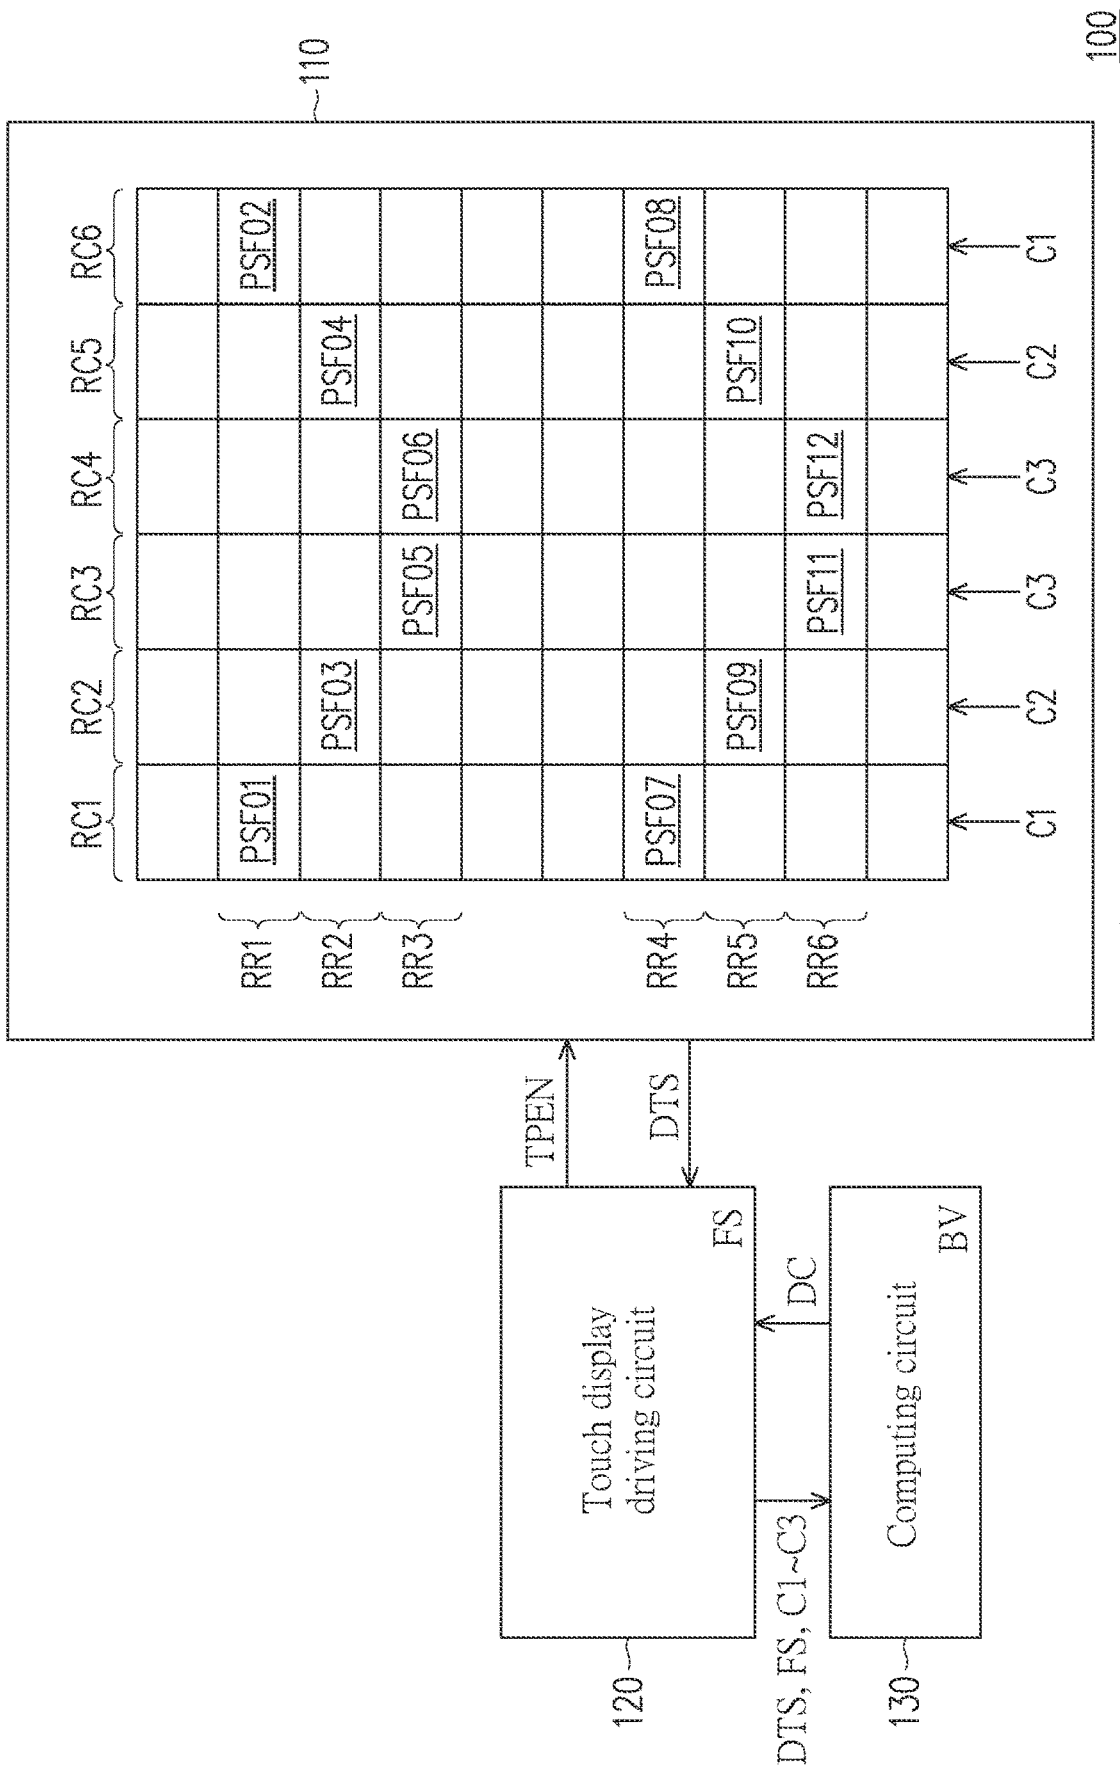 100
110
RC1 RC2 RC3 RC4 RC5 RC6
RR1 PSF01 PSF02
RR2 PSF03 PSF04
RR3 PSF05 PSF06
RR4 PSF07 PSF08
RR5 PSF09 PSF10
RR6 PSF11 PSF12
C1 C2 C3 C3 C2 C1
TPEN
DTS
120
Touch display
driving circuit
FS
DTS, FS, C1~C3
DC
130
Computing circuit
BV